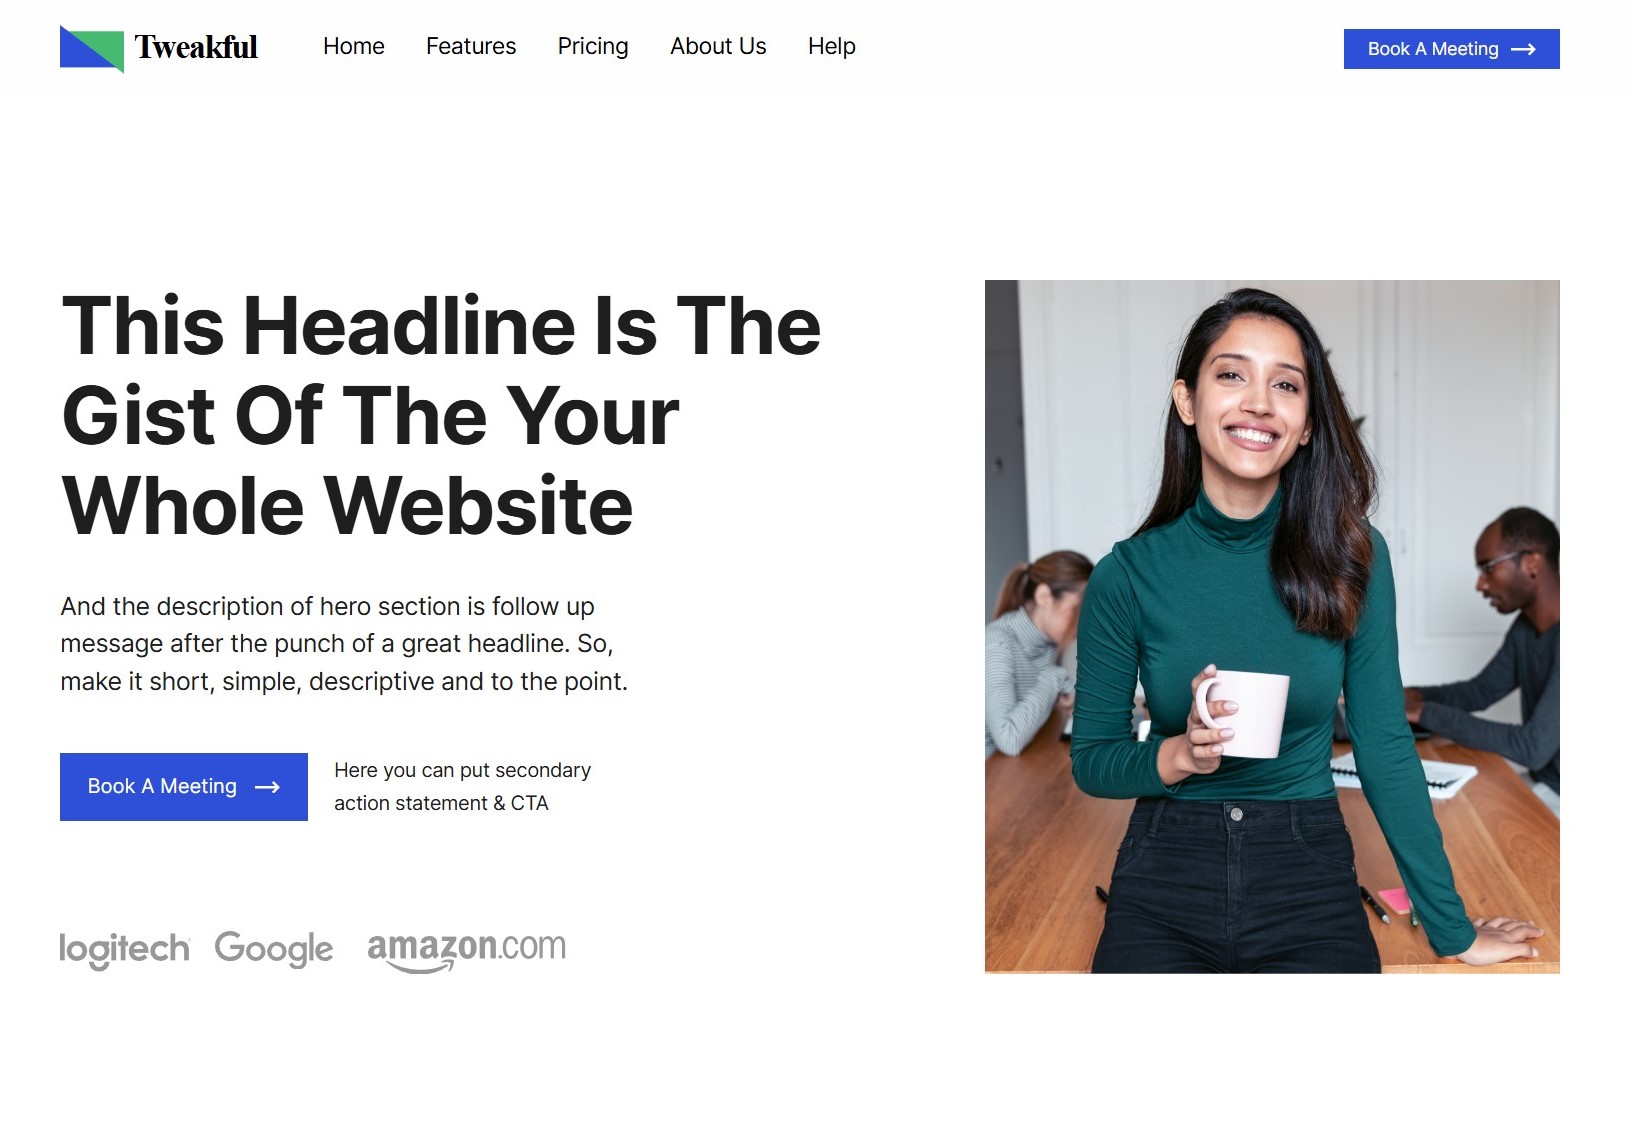 Tweakful
Home
Features
Pricing
About Us
Help
Book A Meeting
This Headline Is The
Gist Of The Your
Whole Website
And the description of hero section is follow up
message after the punch of a great headline. So,
make it short, simple, descriptive and to the point.
Book A Meeting
Here you can put secondary
action statement & CTA
logitech
Google
amazon.com